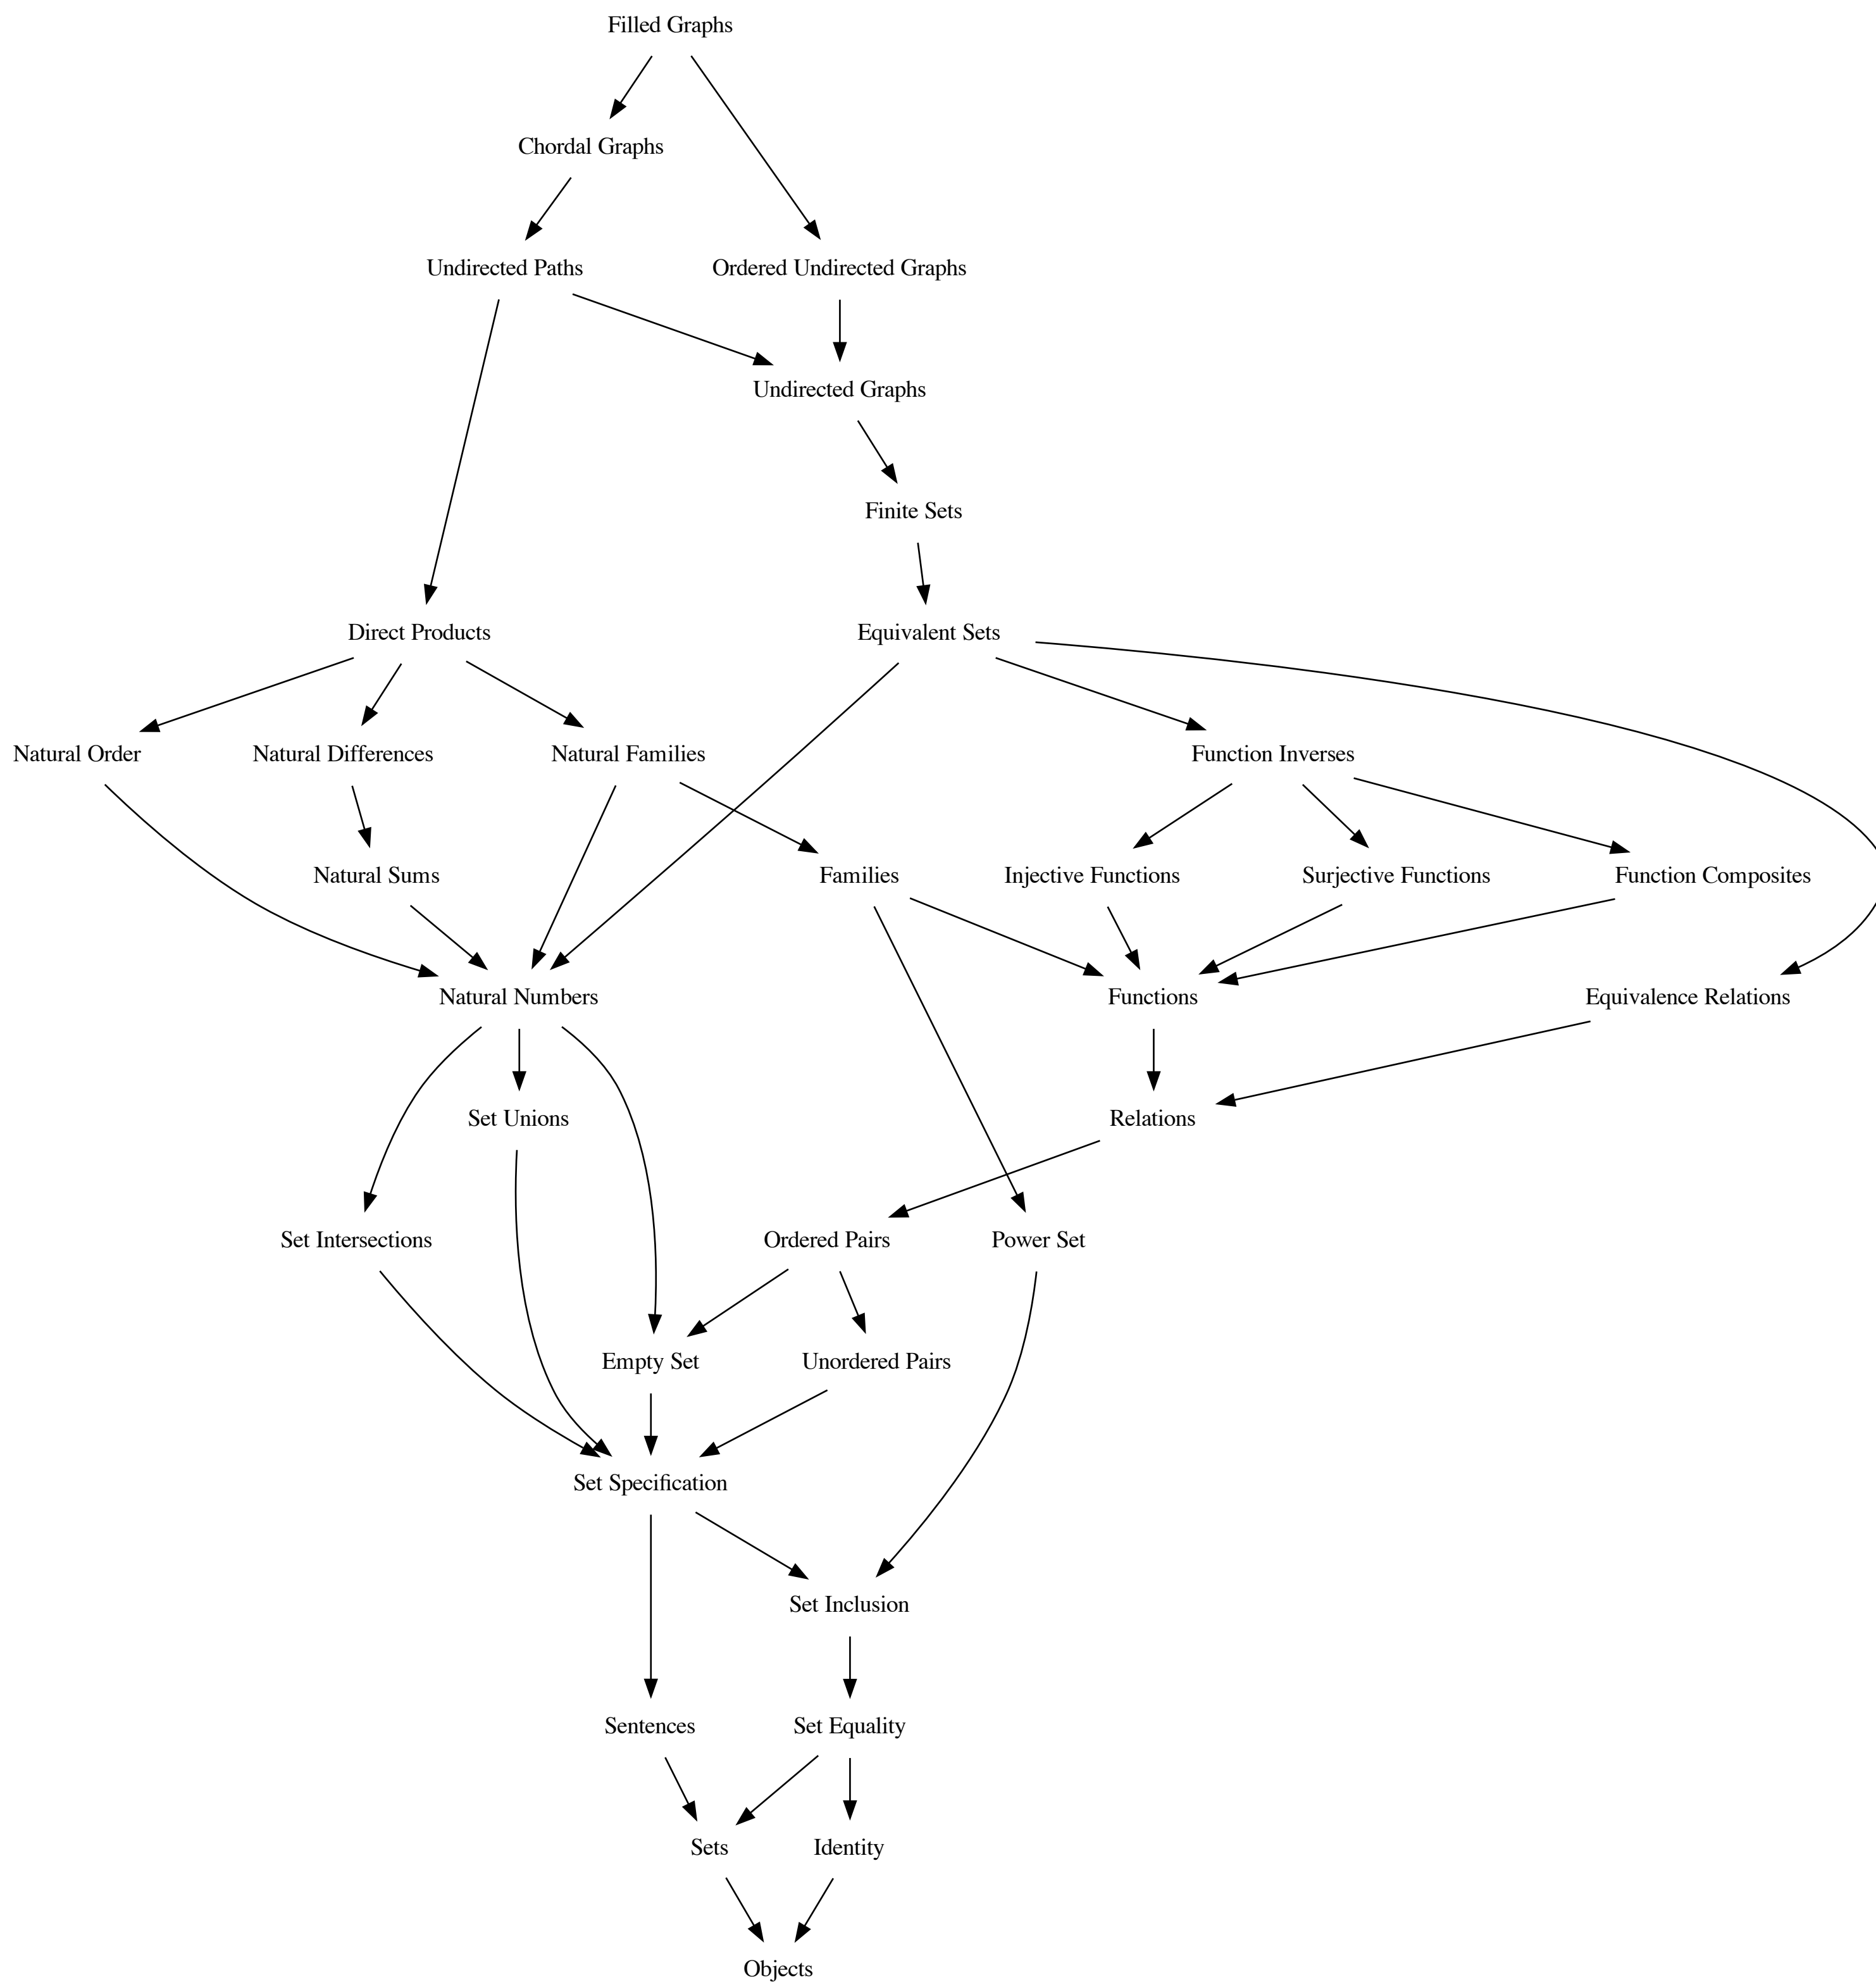 Filled Graphs
Chordal Graphs
Undirected Paths
Ordered Undirected Graphs
Undirected Graphs
Finite Sets
Direct Products
Equivalent Sets
Natural Order
Natural Differences
Natural Families
Function Inverses
Natural Sums
Families
Injective Functions
Surjective Functions
Function Composites
Natural Numbers
Functions
Equivalence Relations
Set Unions
Relations
Set Intersections
Ordered Pairs
Power Set
Empty Set
Unordered Pairs
Set Specification
Set Inclusion
Sentences
Set Equality
Sets
Identity
Objects